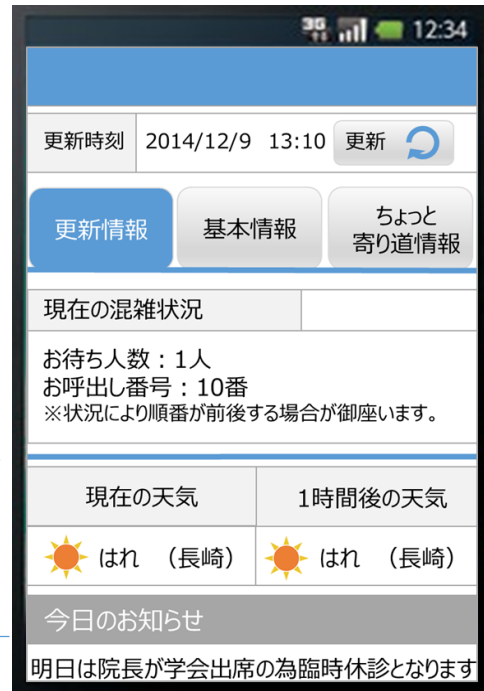 3G 12:34
更新時刻 2014/12/9 13:10 更新
更新情報 基本情報 ちょっと
寄り道情報
現在の混雑状況
お待ち人数：1人
お呼出し番号：10番
※状況により順番が前後する場合が御座います。
現在の天気 1時間後の天気
はれ （長崎） はれ （長崎）
今日のお知らせ
明日は院長が学会出席の為臨時休診となります